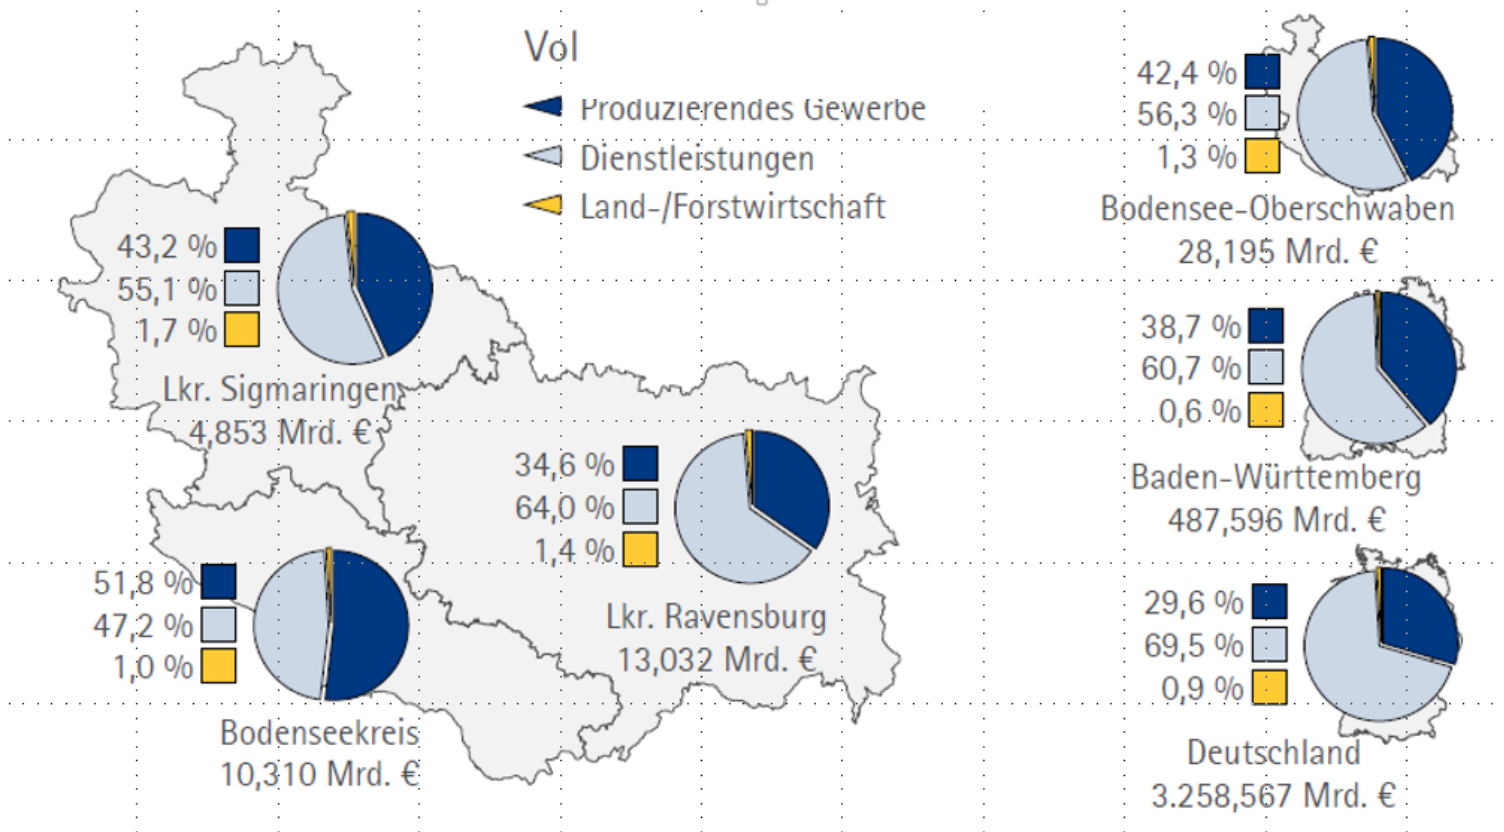 Vol
Produzierendes Gewerbe
Dienstleistungen
Land-/Forstwirtschaft
43,2 %
55,1 %
1,7 %
Lkr. Sigmaringen
4,853 Mrd. €
34,6 %
64,0 %
1,4 %
Lkr. Ravensburg
13,032 Mrd. €
51,8 %
47,2 %
1,0 %
Bodenseekreis
10,310 Mrd. €
42,4 %
56,3 %
1,3 %
Bodensee-Oberschwaben
28,195 Mrd. €
38,7 %
60,7 %
0,6 %
Baden-Württemberg
487,596 Mrd. €
29,6 %
69,5 %
0,9 %
Deutschland
3.258,567 Mrd. €